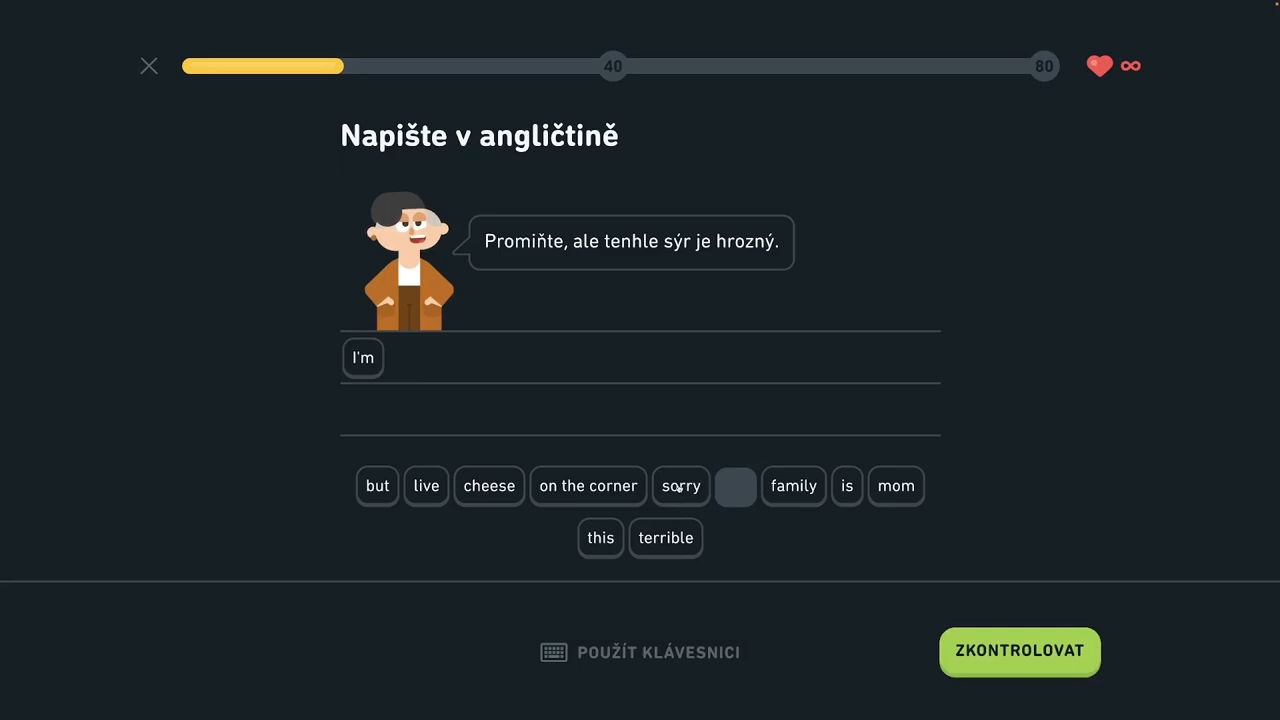 40
80
Napište v angličtině
Promiňte, ale tenhle sýr je hrozný.
I'm
but live cheese on the corner sorry family is mom
this terrible
POUŽÍT KLÁVESNICI
ZKONTROLOVAT